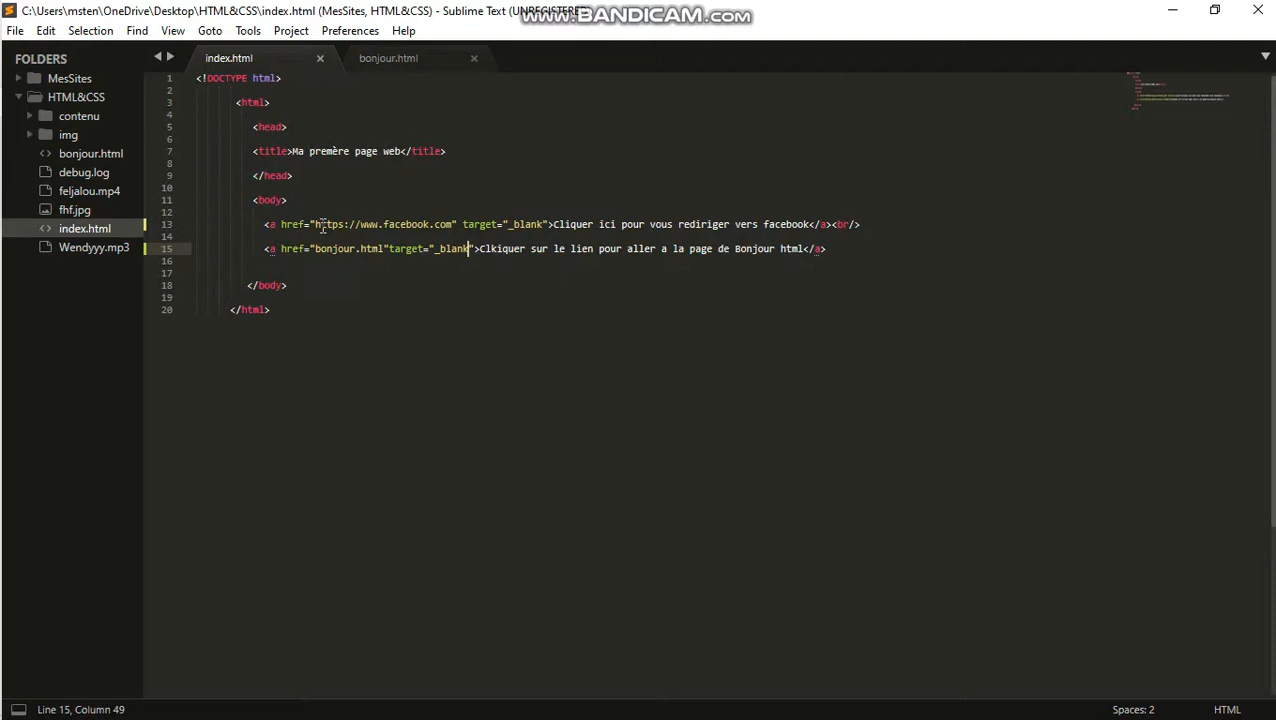 C:\Users\msten\OneDrive\Desktop\HTML&CSS\index.html (MesSites, HTML&CSS) - Sublime Text (UNREGISTERED)
www.BANDICAM.com
File Edit Selection Find View Goto Tools Project Preferences Help
FOLDERS
MesSites
HTML&CSS
contenu
img
bonjour.html
debug.log
feljalou.mp4
fhf.jpg
index.html
Wendyyy.mp3
index.html bonjour.html
1 <!DOCTYPE html>
2
3 <html>
4
5 <head>
6
7 <title>Ma premère page web</title>
8
9 </head>
10
11 <body>
12
13 <a href="https://www.facebook.com" target="_blank">Cliquer ici pour vous rediriger vers facebook</a><br/>
14
15 <a href="bonjour.html"target="_blank">Clkiquer sur le lien pour aller a la page de Bonjour html</a>
16
17
18 </body>
19
20 </html>
Line 15, Column 49
Spaces: 2
HTML